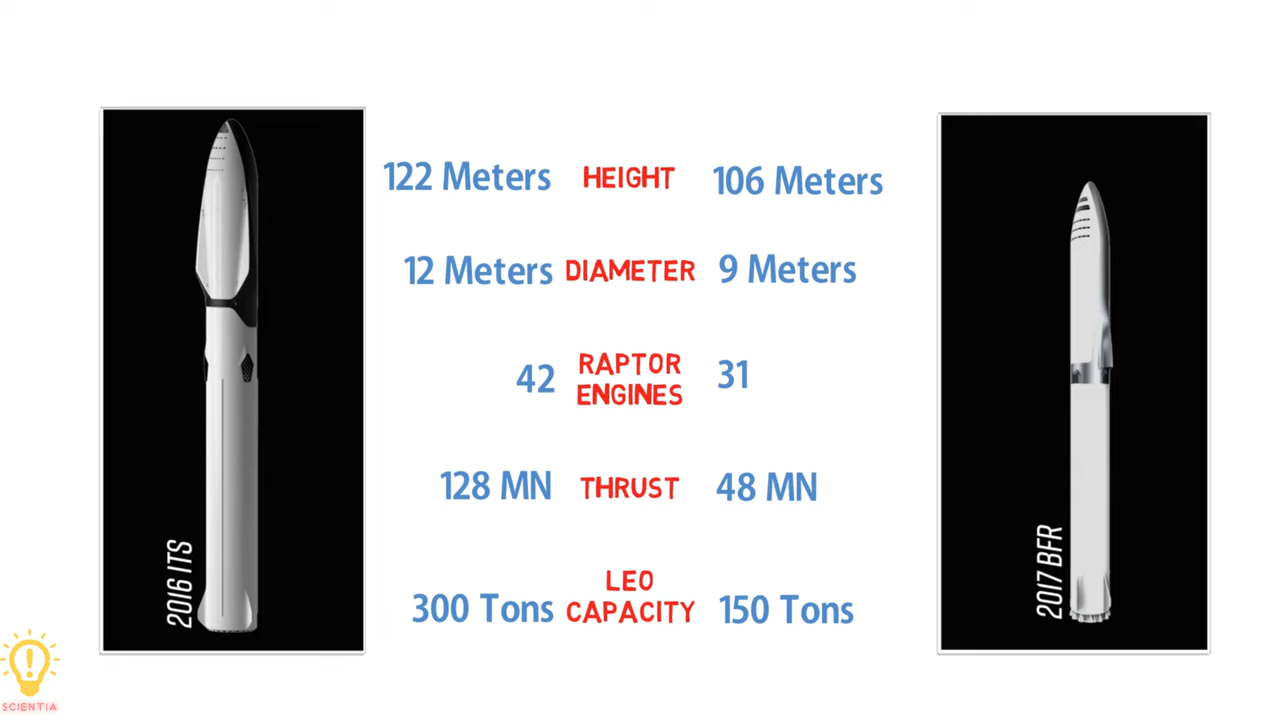 122 Meters HEIGHT 106 Meters
12 Meters DIAMETER 9 Meters
42 RAPTOR ENGINES 31
128 MN THRUST 48 MN
300 Tons LEO CAPACITY 150 Tons
2016 ITS
2017 BFR
SCIENTIA